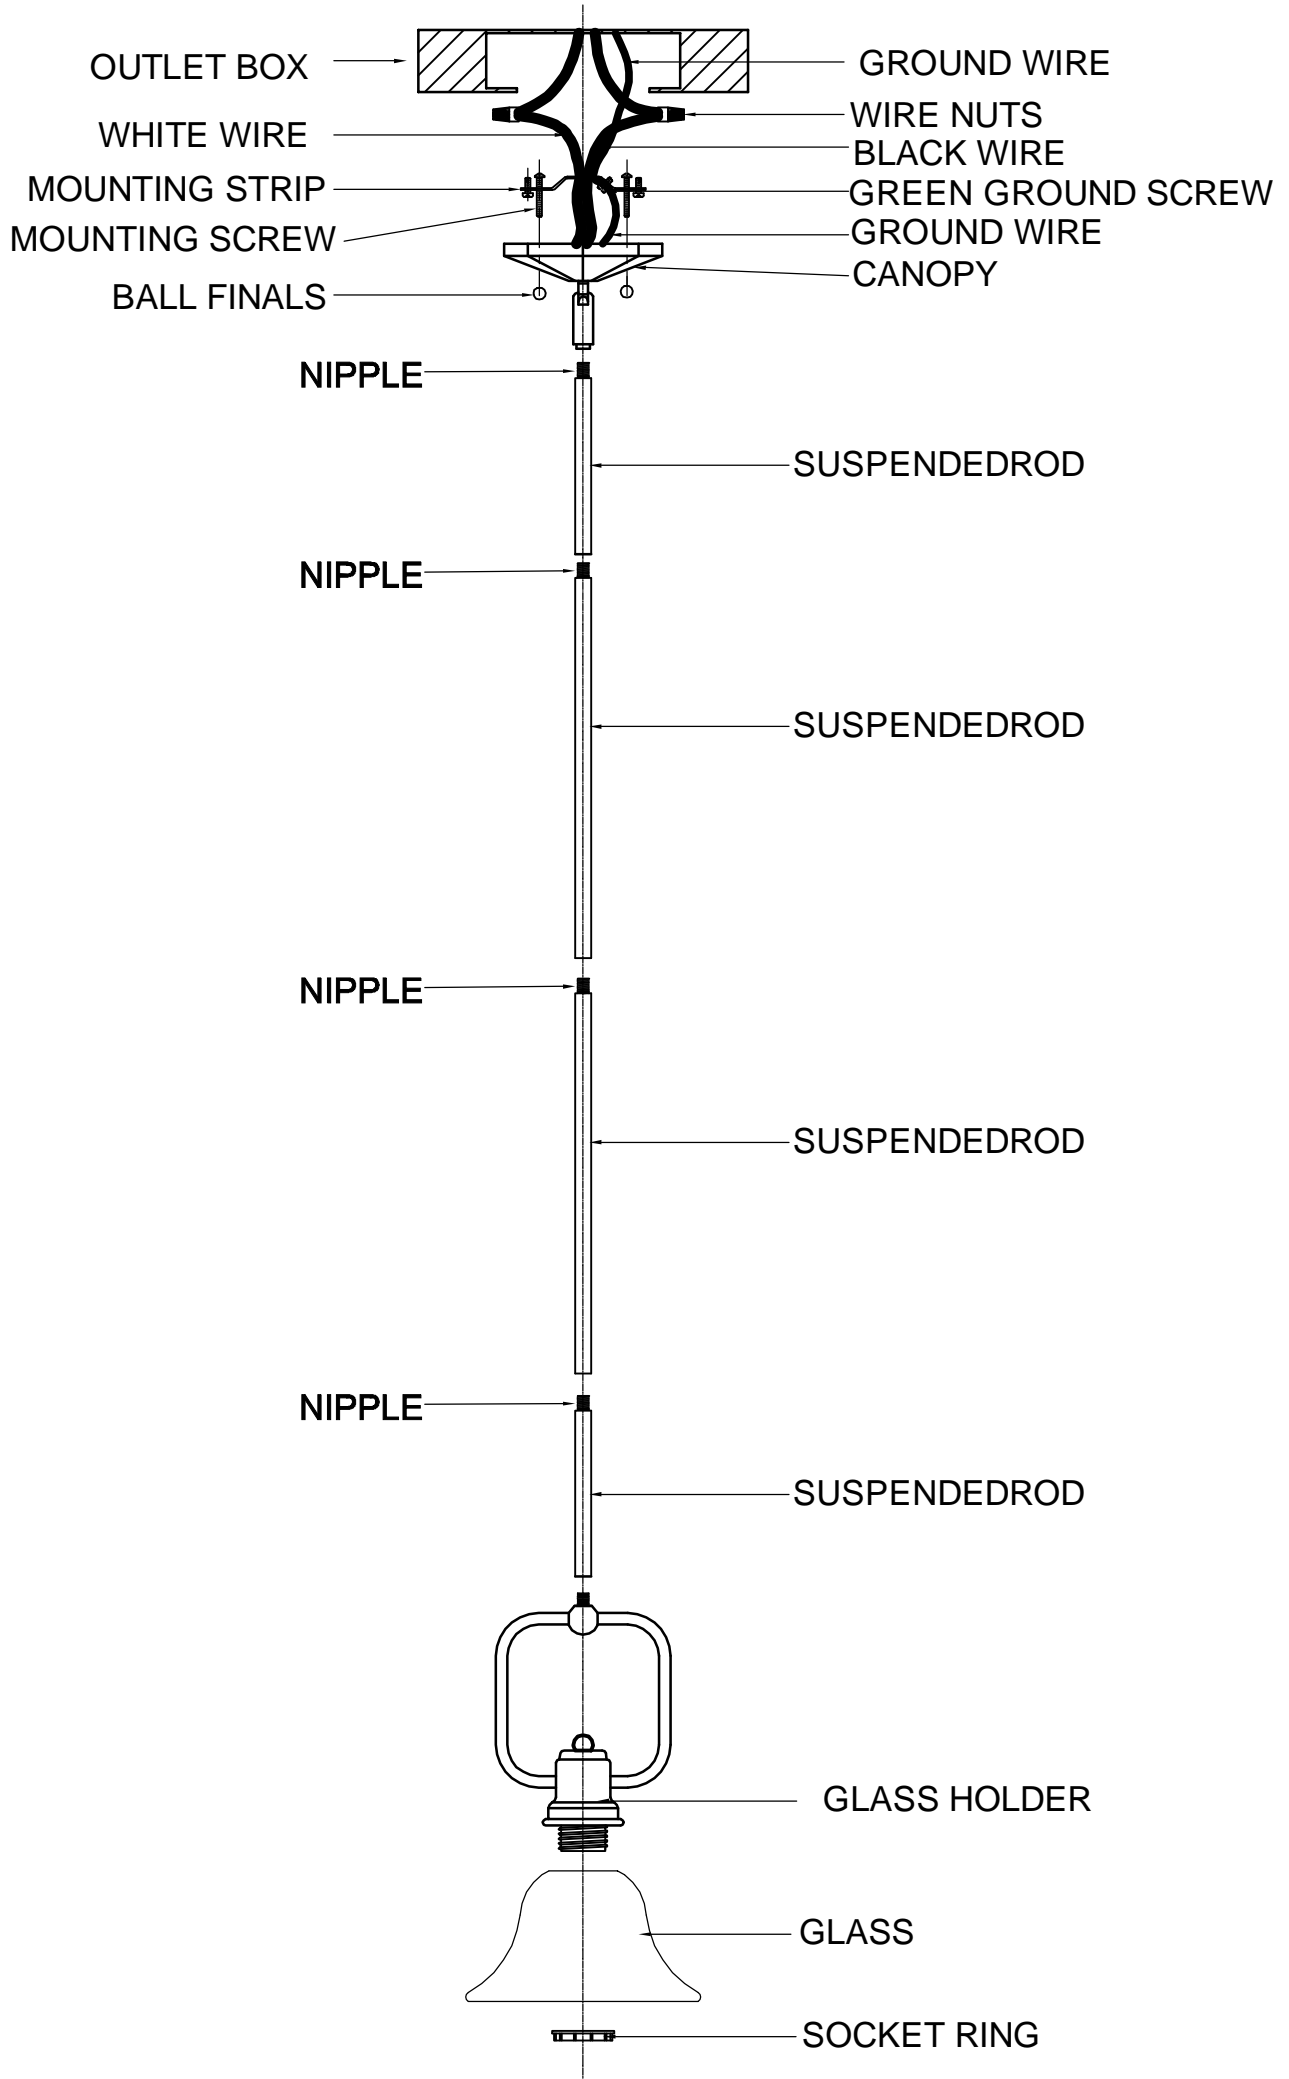 OUTLET BOX
GROUND WIRE
WIRE NUTS
WHITE WIRE
BLACK WIRE
MOUNTING STRIP
GREEN GROUND SCREW
MOUNTING SCREW
GROUND WIRE
CANOPY
BALL FINALS
NIPPLE
SUSPENDEDROD
NIPPLE
SUSPENDEDROD
NIPPLE
SUSPENDEDROD
NIPPLE
SUSPENDEDROD
GLASS HOLDER
GLASS
SOCKET RING